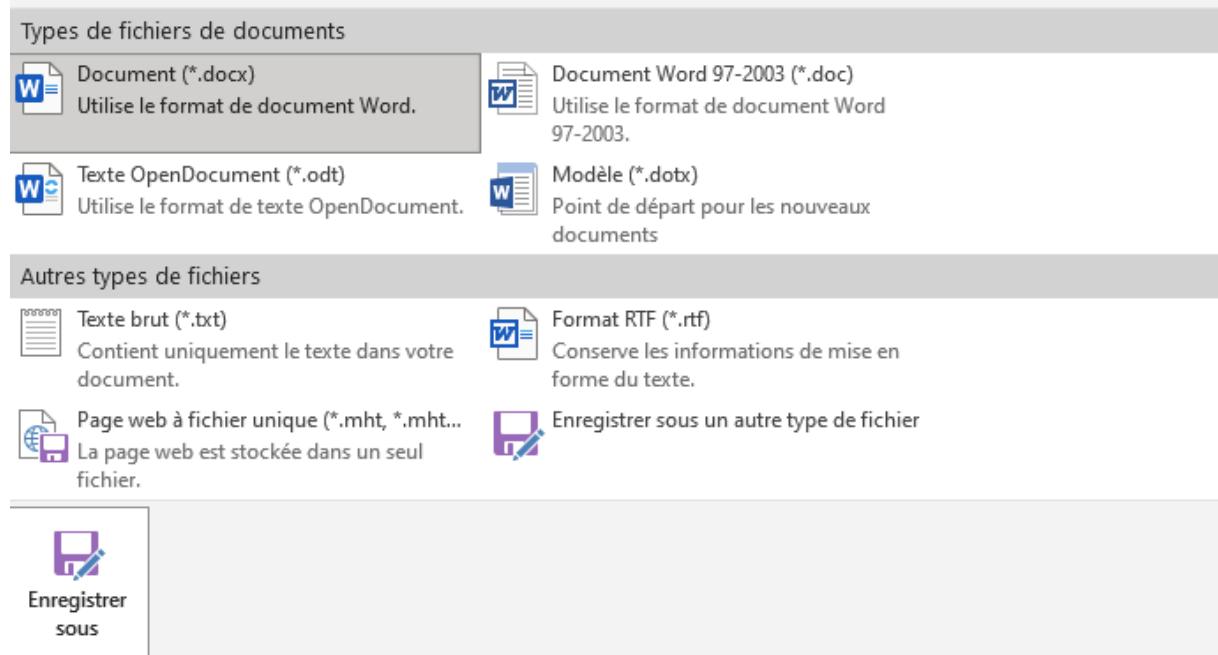 Types de fichiers de documents
Document (*.docx)
Utilise le format de document Word.
Document Word 97-2003 (*.doc)
Utilise le format de document Word
97-2003.
Texte OpenDocument (*.odt)
Utilise le format de texte OpenDocument.
Modèle (*.dotx)
Point de départ pour les nouveaux
documents
Autres types de fichiers
Texte brut (*.txt)
Contient uniquement le texte dans votre
document.
Format RTF (*.rtf)
Conserve les informations de mise en
forme du texte.
Page web à fichier unique (*.mht, *.mht...
La page web est stockée dans un seul
fichier.
Enregistrer sous un autre type de fichier
Enregistrer
sous